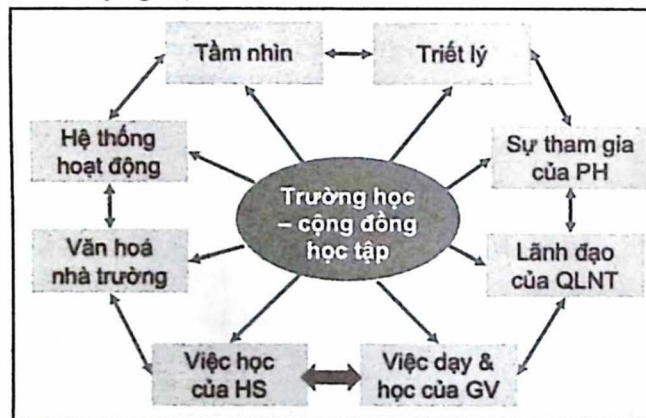 Tầm nhìn
Triết lý
Hệ thống
hoạt động
Sự tham gia
của PH
Trường học
– cộng đồng
học tập
Văn hoá
nhà trường
Lãnh đạo
của QLNT
Việc học
của HS
Việc dạy &
học của GV